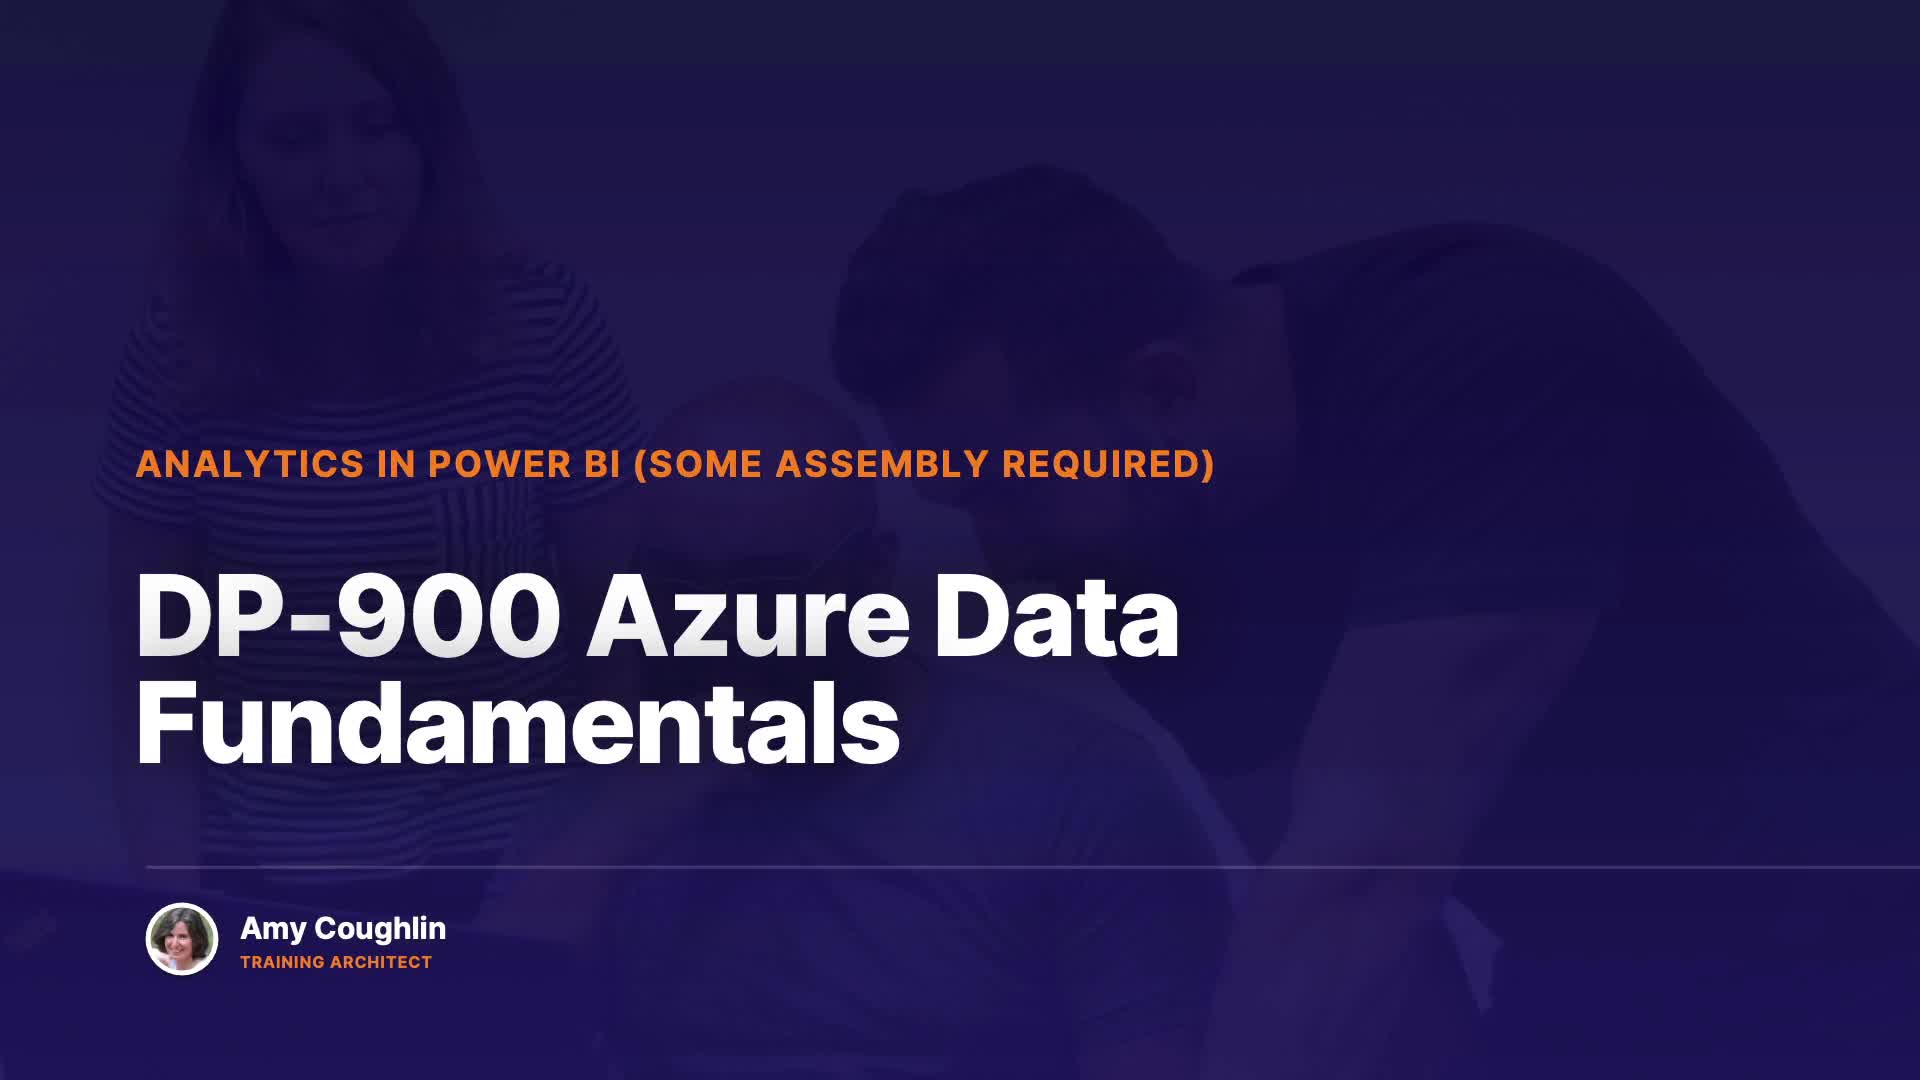 ANALYTICS IN POWER BI (SOME ASSEMBLY REQUIRED)
DP-900 Azure Data
Fundamentals
Amy Coughlin
TRAINING ARCHITECT